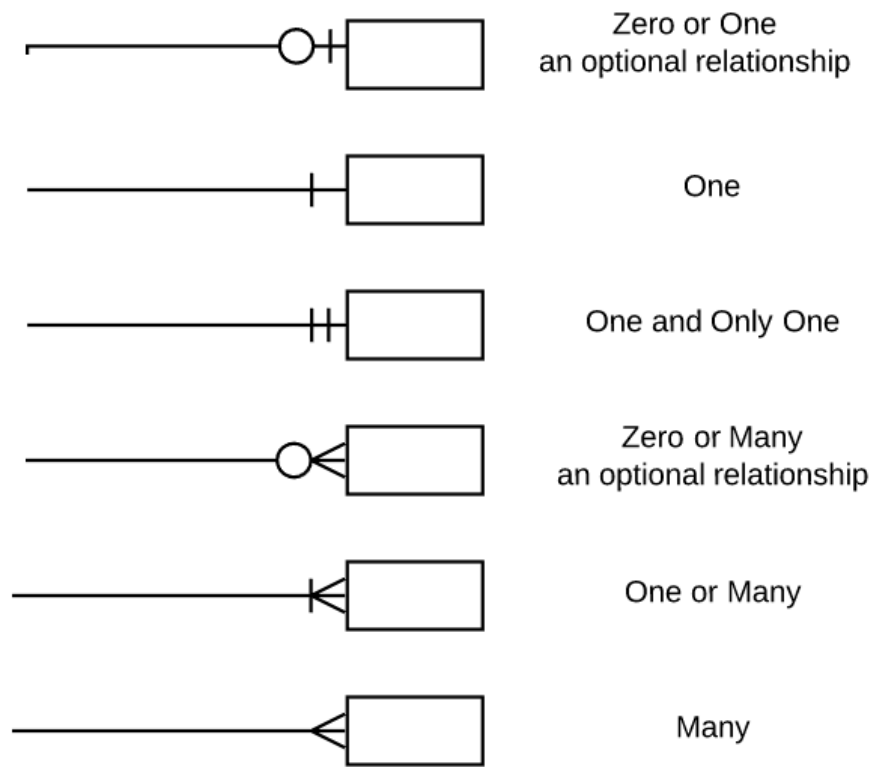 Zero or One
an optional relationship
One
One and Only One
Zero or Many
an optional relationship
One or Many
Many